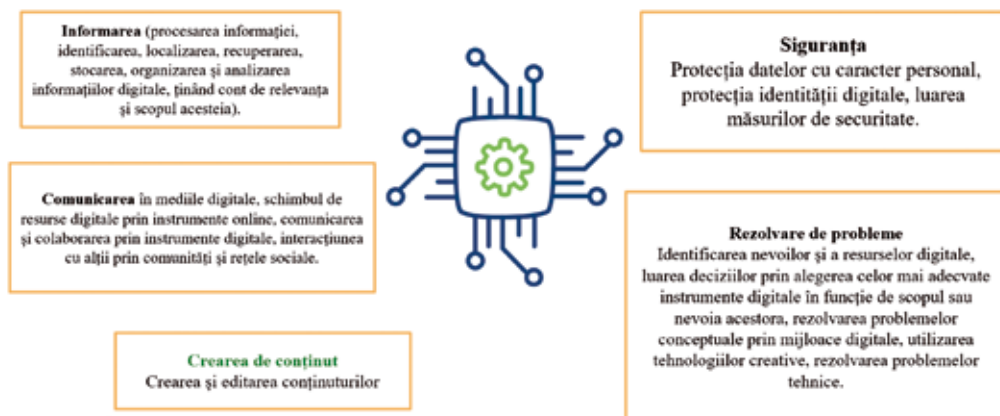 Informarea (procesarea informației,
identificarea, localizarea, recuperarea,
stocarea, organizarea și analizarea
informațiilor digitale, ținând cont de relevanța
și scopul acesteia).
Comunicarea în mediile digitale, schimbul de
resurse digitale prin instrumente online, comunicarea
și colaborarea prin instrumente digitale, interacțiunea
cu alții prin comunități și rețele sociale.
Crearea de conținut
Crearea și editarea conținuturilor
Siguranța
Protecția datelor cu caracter personal,
protecția identității digitale, luarea
măsurilor de securitate.
Rezolvare de probleme
Identificarea nevoilor și a resurselor digitale,
luarea deciziilor prin alegerea celor mai adecvate
instrumente digitale în funcție de scopul sau
nevoia acestora, rezolvarea problemelor
conceptuale prin mijloace digitale, utilizarea
tehnologiilor creative, rezolvarea problemelor
tehnice.